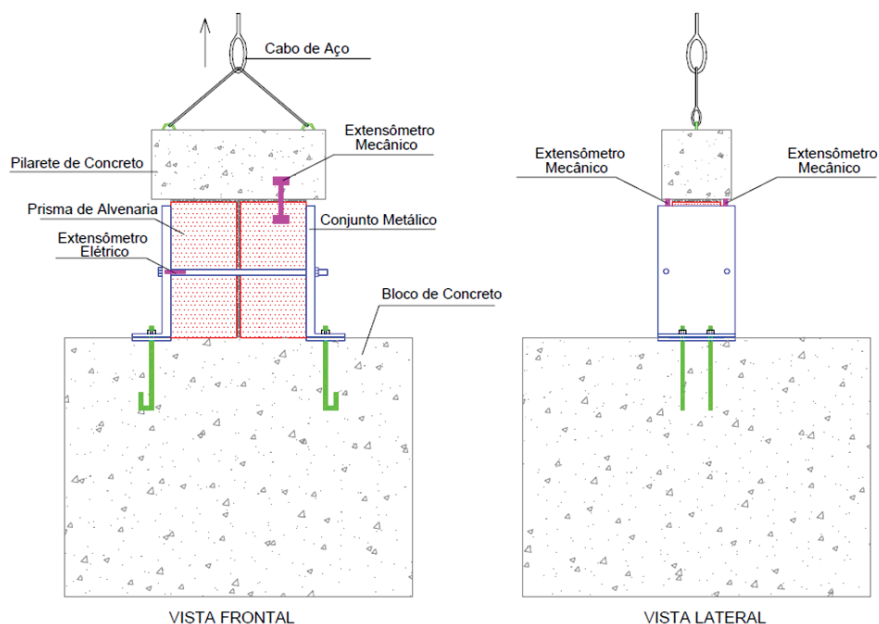 Cabo de Aço
Extensômetro
Mecânico
Pilarete de Concreto
Prisma de Alvenaria
Conjunto Metálico
Extensômetro
Elétrico
Bloco de Concreto
VISTA FRONTAL
Extensômetro
Mecânico
Extensômetro
Mecânico
VISTA LATERAL